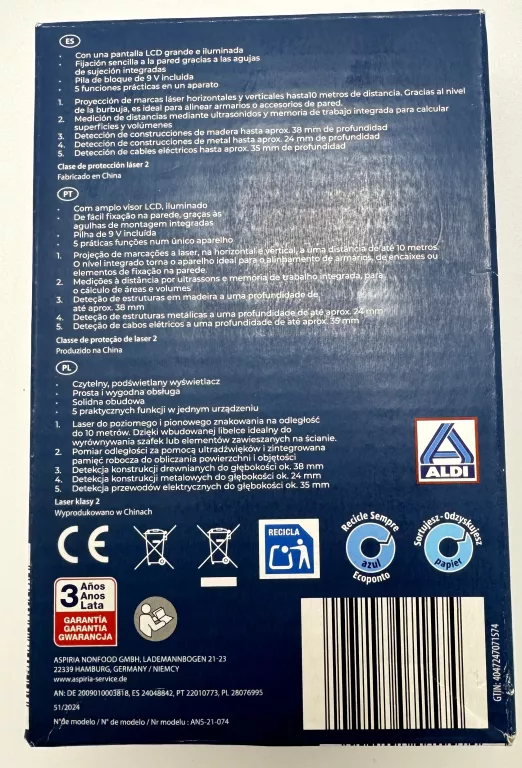 ES
· Con una pantalla LCD grande e iluminada
· Fijación sencilla a la pared gracias a las agujas
de sujeción integradas
· Pila de bloque de 9 V incluida
· 5 funciones prácticas en un aparato
1. Proyección de marcas láser horizontales y verticales hasta10 metros de distancia. Gracias al nivel
de la burbuja, es ideal para alinear armarios o accesorios de pared.
2. Medición de distancias mediante ultrasonidos y memoria de trabajo integrada para calcular
superficies y volúmenes
3. Detección de construcciones de madera hasta aprox. 38 mm de profundidad
4. Detección de construcciones de metal hasta aprox. 24 mm de profundidad
5. Detección de cables eléctricos hasta aprox. 35 mm de profundidad
Clase de protección láser 2
Fabricado en China
PT
· Com amplo visor LCD, iluminado
· De fácil fixação na parede, graças às
agulhas de montagem integradas
· Pilha de 9 V incluída
· 5 práticas funções num único aparelho
1. Projeção de marcações a laser, na horizontal e vertical, a uma distância de até 10 metros.
O nível integrado torna o aparelho ideal para o alinhamento de armários, de encaixes ou
elementos de fixação na parede.
2. Medições à distância por ultrassons e memória de trabalho integrada, para
o cálculo de áreas e volumes
3. Deteção de estruturas em madeira a uma profundidade de
até aprox. 38 mm
4. Deteção de estruturas metálicas a uma profundidade de até aprox. 24 mm
5. Deteção de cabos elétricos a uma profundidade de até aprox. 35 mm
Classe de proteção de laser 2
Produzido na China
PL
· Czytelny, podświetlany wyświetlacz
· Prosta i wygodna obsługa
· Solidna obudowa
· 5 praktycznych funkcji w jednym urządzeniu
1. Laser do poziomego i pionowego znakowania na odległość
do 10 metrów. Dzięki wbudowanej libelce idealny do
wyrównywania szafek lub elementów zawieszanych na ścianie.
2. Pomiar odległości za pomocą ultradźwięków i zintegrowana
pamięć robocza do obliczania powierzchni i objętości
3. Detekcja konstrukcji drewnianych do głębokości ok. 38 mm
4. Detekcja konstrukcji metalowych do głębokości ok. 24 mm
5. Detekcja przewodów elektrycznych do głębokości ok. 35 mm
Laser klasy 2
Wyprodukowano w Chinach
ALDI
CE
RECICLA
Recicle Sempre
azul
Ecoponto
Sortujesz - Odzyskujesz
papier
3 Años
Anos
Lata
GARANTÍA
GARANTIA
GWARANCJA
ASPIRIA NONFOOD GMBH, LADEMANNBOGEN 21-23
22339 HAMBURG, GERMANY / NIEMCY
www.aspiria-service.de
AN: DE 2009010003818, ES 24048842, PT 22010773, PL 28076995
51/2024
N°de modelo / N° de modelo / Nr modelu: ANS-21-074
GTIN: 4047247071574